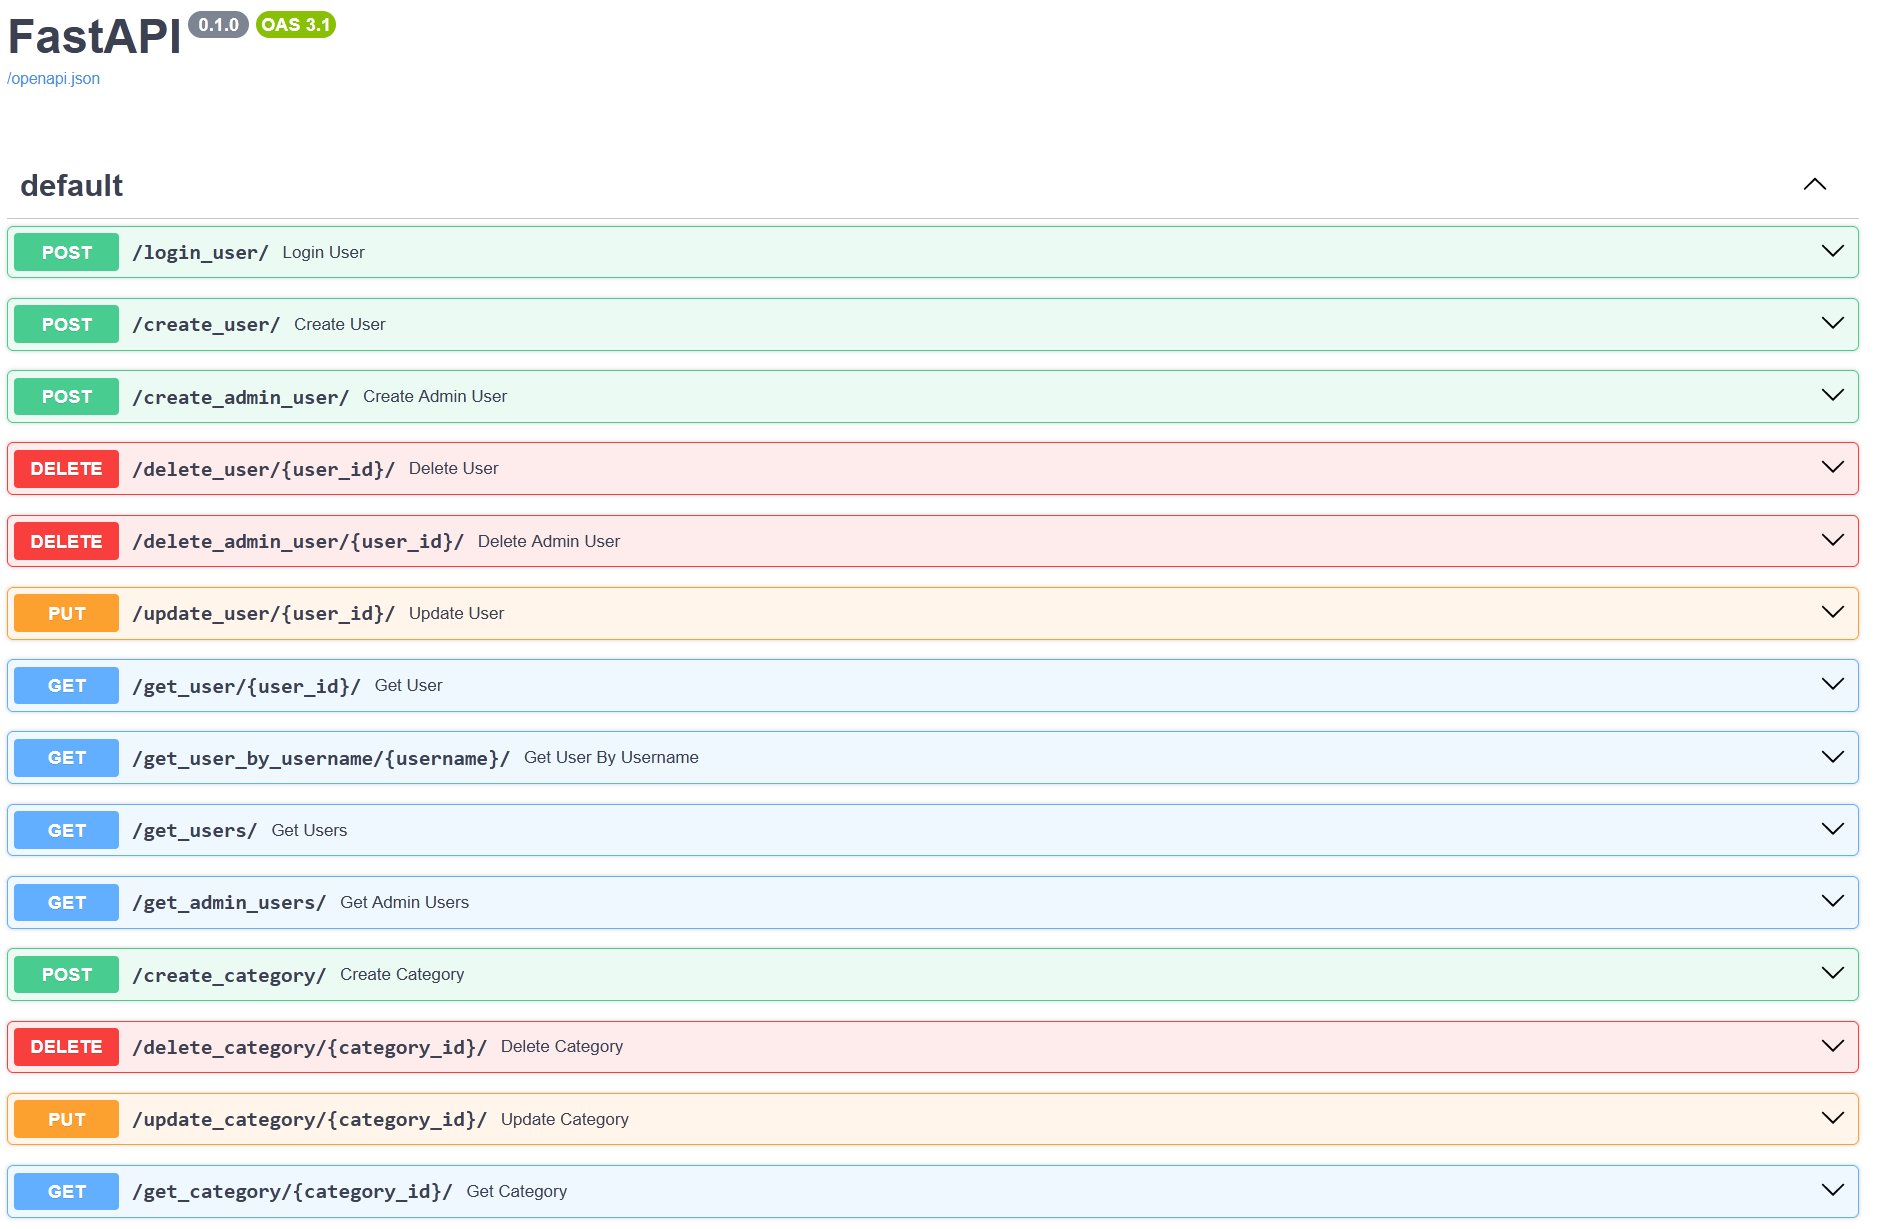 FastAPI 0.1.0 OAS 3.1
/openapi.json
default
POST /login_user/ Login User
POST /create_user/ Create User
POST /create_admin_user/ Create Admin User
DELETE /delete_user/{user_id}/ Delete User
DELETE /delete_admin_user/{user_id}/ Delete Admin User
PUT /update_user/{user_id}/ Update User
GET /get_user/{user_id}/ Get User
GET /get_user_by_username/{username}/ Get User By Username
GET /get_users/ Get Users
GET /get_admin_users/ Get Admin Users
POST /create_category/ Create Category
DELETE /delete_category/{category_id}/ Delete Category
PUT /update_category/{category_id}/ Update Category
GET /get_category/{category_id}/ Get Category